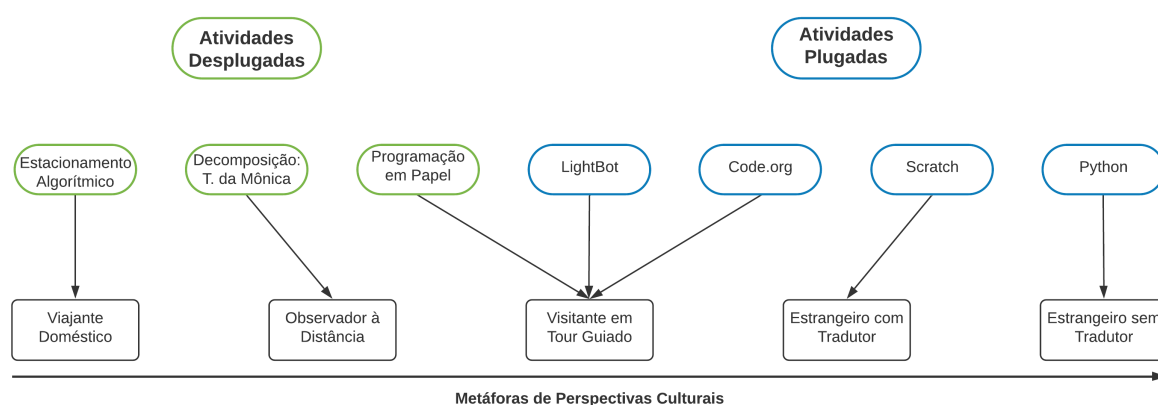 Atividades
Desplugadas
Atividades
Plugadas
Estacionamento
Algorítmico
Decomposição:
T. da Mônica
Programação
em Papel
LightBot
Code.org
Scratch
Python
Viajante
Doméstico
Observador à
Distância
Visitante em
Tour Guiado
Estrangeiro com
Tradutor
Estrangeiro sem
Tradutor
Metáforas de Perspectivas Culturais